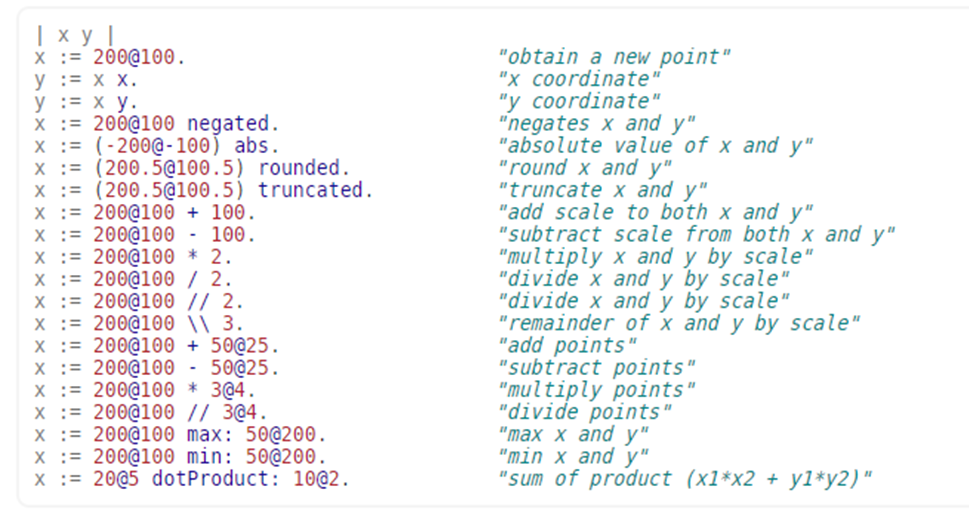 | x y |
x := 200@100. "obtain a new point"
y := x x. "x coordinate"
y := x y. "y coordinate"
x := 200@100 negated. "negates x and y"
x := (-200@-100) abs. "absolute value of x and y"
x := (200.5@100.5) rounded. "round x and y"
x := (200.5@100.5) truncated. "truncate x and y"
x := 200@100 + 100. "add scale to both x and y"
x := 200@100 - 100. "subtract scale from both x and y"
x := 200@100 * 2. "multiply x and y by scale"
x := 200@100 / 2. "divide x and y by scale"
x := 200@100 // 2. "divide x and y by scale"
x := 200@100 \\ 3. "remainder of x and y by scale"
x := 200@100 + 50@25. "add points"
x := 200@100 - 50@25. "subtract points"
x := 200@100 * 3@4. "multiply points"
x := 200@100 // 3@4. "divide points"
x := 200@100 max: 50@200. "max x and y"
x := 200@100 min: 50@200. "min x and y"
x := 20@5 dotProduct: 10@2. "sum of product (x1*x2 + y1*y2)"